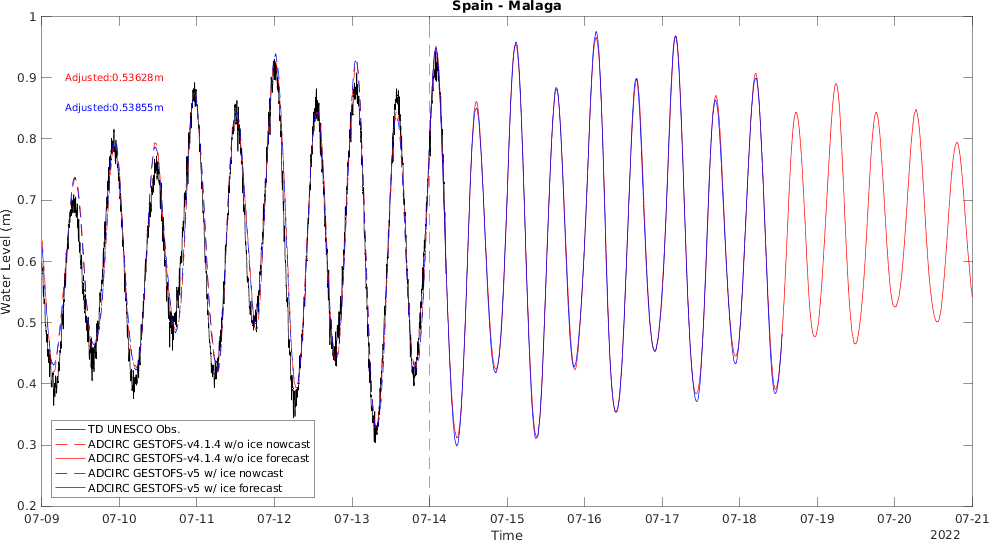 Spain - Malaga
1
0.9
0.8
0.7
0.6
0.5
0.4
0.3
0.2
Water Level (m)
Adjusted:0.53628m
Adjusted:0.53855m
TD UNESCO Obs.
ADCIRC GESTOFS-v4.1.4 w/o ice nowcast
ADCIRC GESTOFS-v4.1.4 w/o ice forecast
ADCIRC GESTOFS-v5 w/ ice nowcast
ADCIRC GESTOFS-v5 w/ ice forecast
07-09 07-10 07-11 07-12 07-13 07-14 07-15 07-16 07-17 07-18 07-19 07-20 07-21
Time
2022